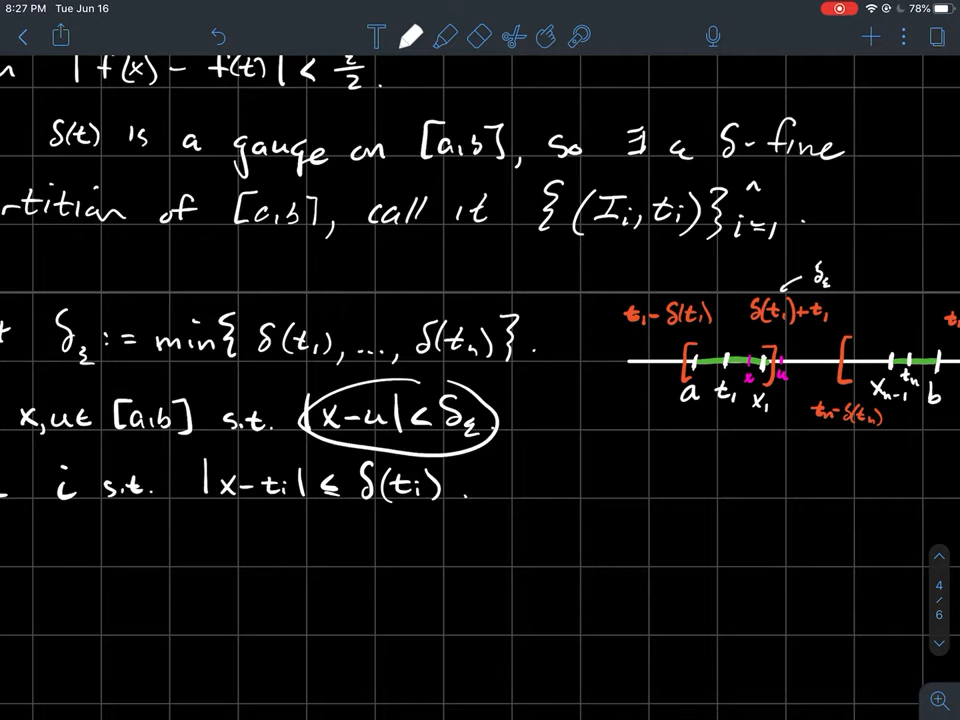 8:27 PM Tue Jun 16 78%
|f(x) - f(t)| < ε/2.
δ(t) is a gauge on [a,b], so ∃ a δ-fine
rtition of [a,b], call it {(Iᵢ, tᵢ)}ⁿᵢ₌₁.
δ_ε := min{ δ(t₁), ..., δ(tₙ)}.
x,u∈ [a,b] s.t. |x-u| < δ_ε
i s.t. |x-tᵢ| ≤ δ(tᵢ).
δ_ε
t₁ - δ(t₁) δ(t₁)+t₁
[ x ] u [
a t₁ x₁ xₙ₋₁ tₙ b
tₙ-δ(tₙ)
4
/
6